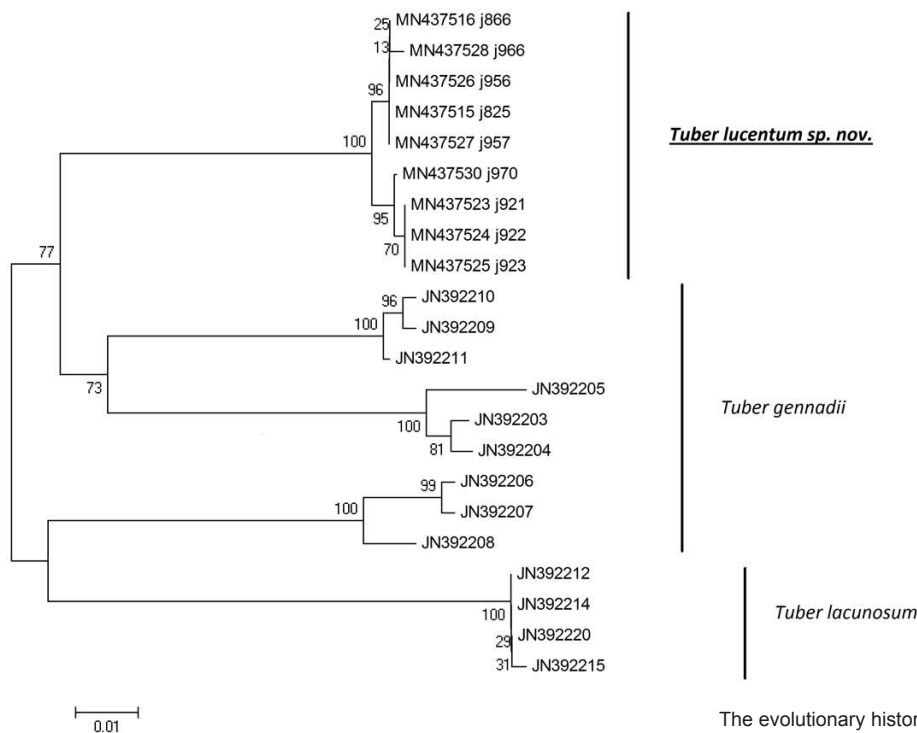 25
MN437516 j866
13
MN437528 j966
MN437526 j956
96
MN437515 j825
Tuber lucentum sp. nov.
100
MN437527 j957
MN437530 j970
MN437523 j921
95
MN437524 j922
70
77
MN437525 j923
96
JN392210
100
JN392209
JN392211
73
JN392205
Tuber gennadii
100
JN392203
81
JN392204
99
JN392206
100
JN392207
JN392208
JN392212
100
JN392214
Tuber lacunosum
29
JN392220
31
JN392215
0.01
The evolutionary histor